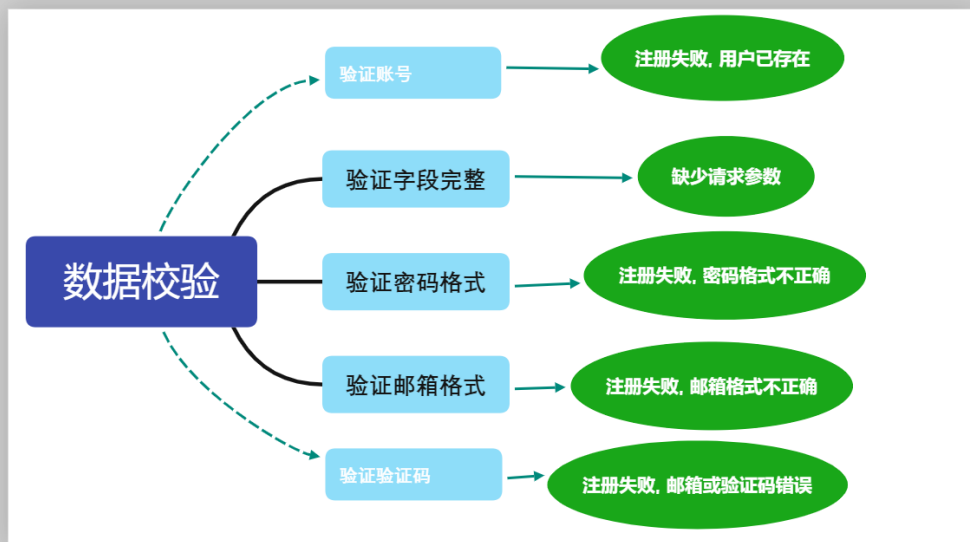 验证账号
注册失败, 用户已存在
验证字段完整
缺少请求参数
数据校验
验证密码格式
注册失败, 密码格式不正确
验证邮箱格式
注册失败, 邮箱格式不正确
验证验证码
注册失败, 邮箱或验证码错误